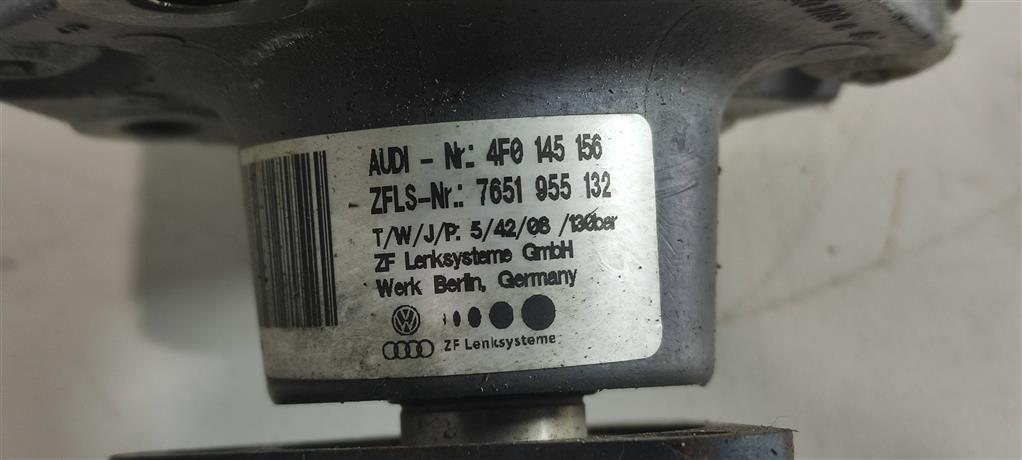 AUDI - Nr.: 4F0 145 156
ZFLS-Nr.: 7651 955 132
T/W/J/P: 5/42/08 /130bar
ZF Lenksysteme GmbH
Werk Berlin, Germany
ZF Lenksysteme